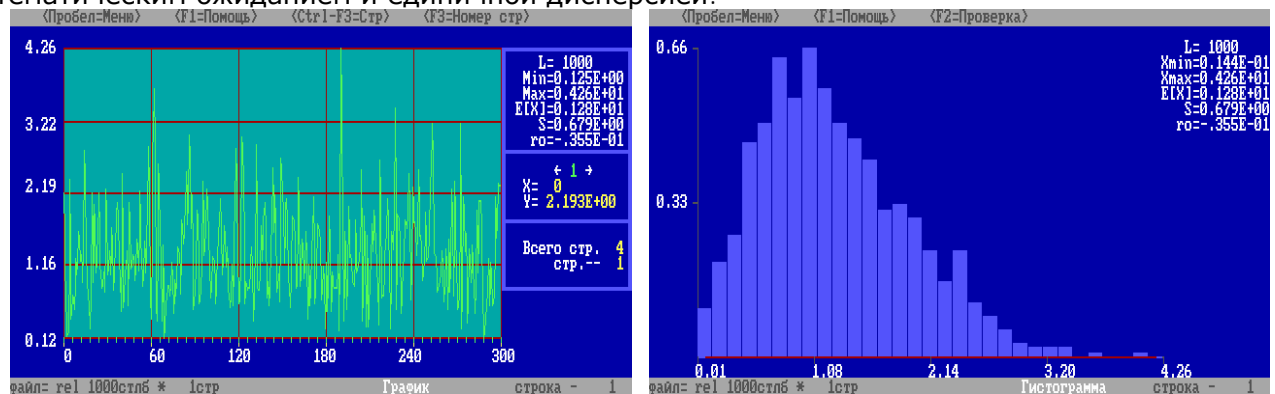 тематическим ожиданием и единичной дисперсией.
<Пробел=Меню> <F1=Помощь> <Ctrl-F3=Стр> <F3=Номер стр>
4.26
3.22
2.19
1.16
0.12
0 60 120 180 240 300
L= 1000
Min=0.125E+00
Max=0.426E+01
E[X]=0.128E+01
S=0.679E+00
ro=-.355E-01
← 1 →
X= 0
Y= 2.193E+00
Всего стр. 4
стр.-- 1
файл= rel 1000стлб * 1стр График строка - 1
<Пробел=Меню> <F1=Помощь> <F2=Проверка>
0.66
0.33
0.01 1.08 2.14 3.20 4.26
L= 1000
Xmin=0.144E-01
Xmax=0.426E+01
E[X]=0.128E+01
S=0.679E+00
ro=-.355E-01
файл= rel 1000стлб * 1стр Гистограмма строка - 1